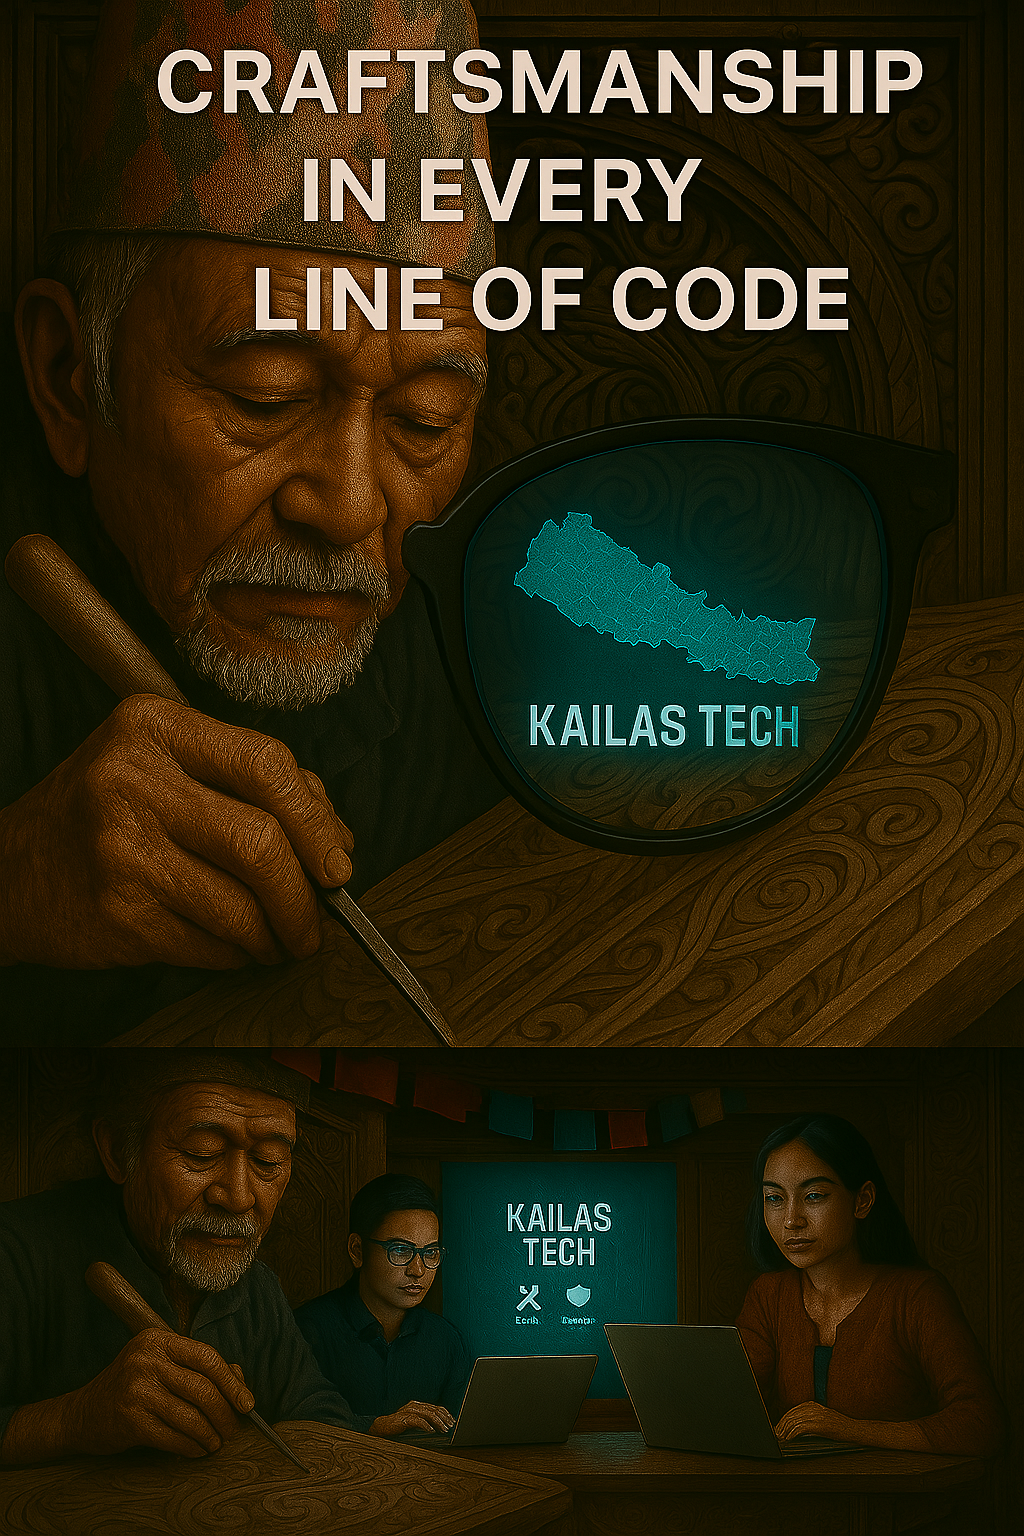 CRAFTSMANSHIP
IN EVERY
LINE OF CODE
KAILAS TECH
KAILAS
TECH